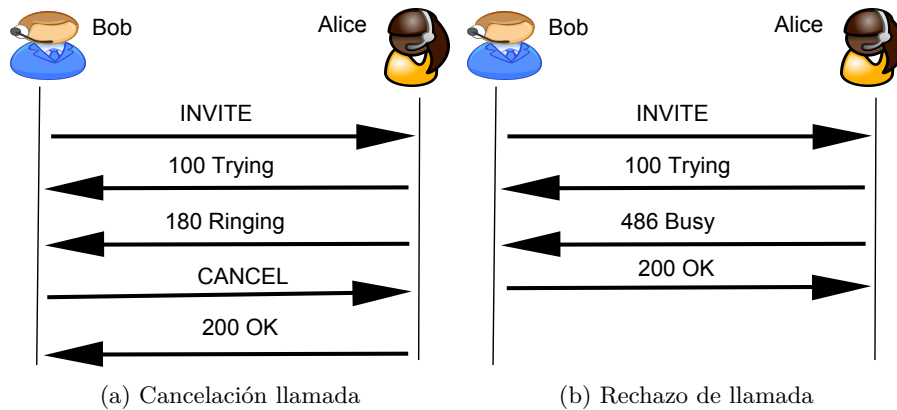 Bob
Alice
INVITE
100 Trying
180 Ringing
CANCEL
200 OK
(a) Cancelación llamada
Bob
Alice
INVITE
100 Trying
486 Busy
200 OK
(b) Rechazo de llamada